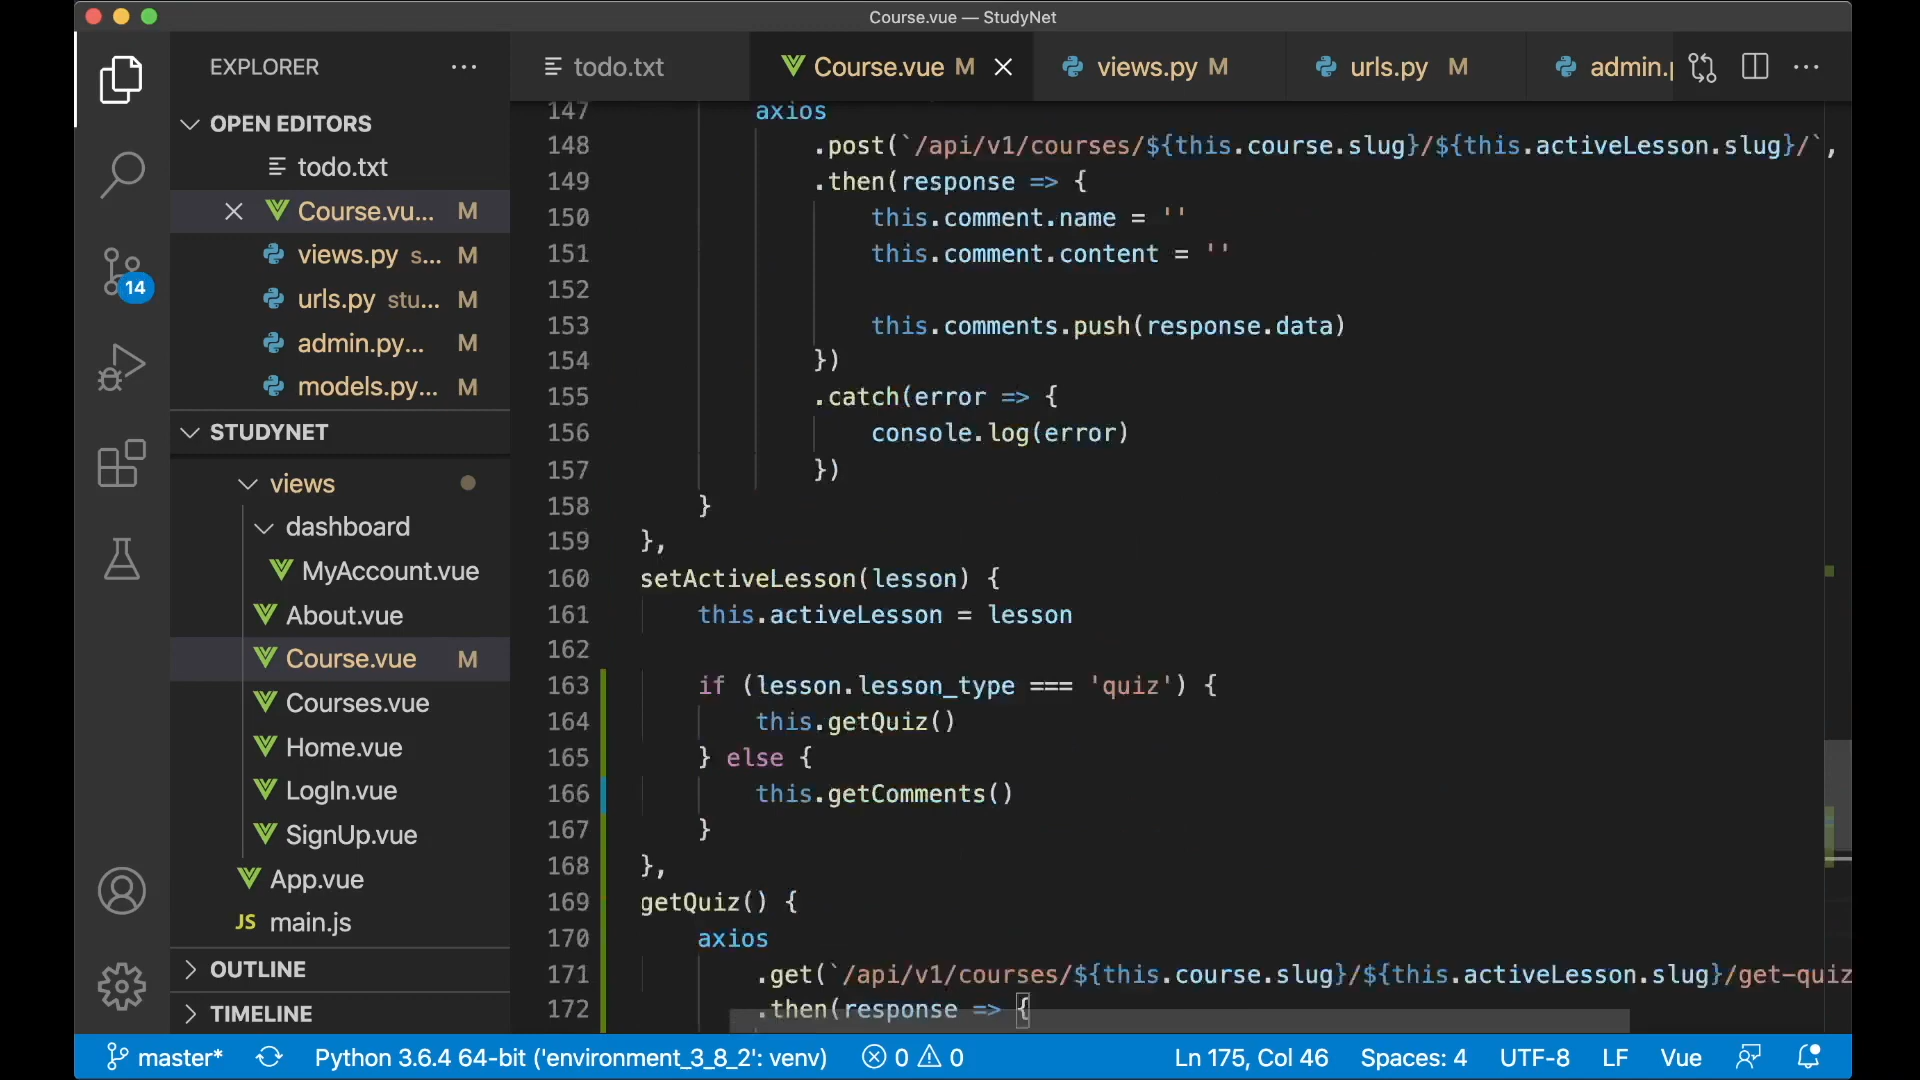 Course.vue — StudyNet
EXPLORER
OPEN EDITORS
todo.txt
Course.vu... M
views.py s... M
urls.py stu... M
admin.py... M
models.py... M
STUDYNET
views
dashboard
MyAccount.vue
About.vue
Course.vue M
Courses.vue
Home.vue
LogIn.vue
SignUp.vue
App.vue
JS main.js
OUTLINE
TIMELINE
14
todo.txt
Course.vue M
views.py M
urls.py M
admin.p
147 axios
148 .post(`/api/v1/courses/${this.course.slug}/${this.activeLesson.slug}/`,
149 .then(response => {
150 this.comment.name = ''
151 this.comment.content = ''
152
153 this.comments.push(response.data)
154 })
155 .catch(error => {
156 console.log(error)
157 })
158 }
159 },
160 setActiveLesson(lesson) {
161 this.activeLesson = lesson
162
163 if (lesson.lesson_type === 'quiz') {
164 this.getQuiz()
165 } else {
166 this.getComments()
167 }
168 },
169 getQuiz() {
170 axios
171 .get(`/api/v1/courses/${this.course.slug}/${this.activeLesson.slug}/get-quiz
172 .then(response => {
master* Python 3.6.4 64-bit ('environment_3_8_2': venv) 0 0 Ln 175, Col 46 Spaces: 4 UTF-8 LF Vue